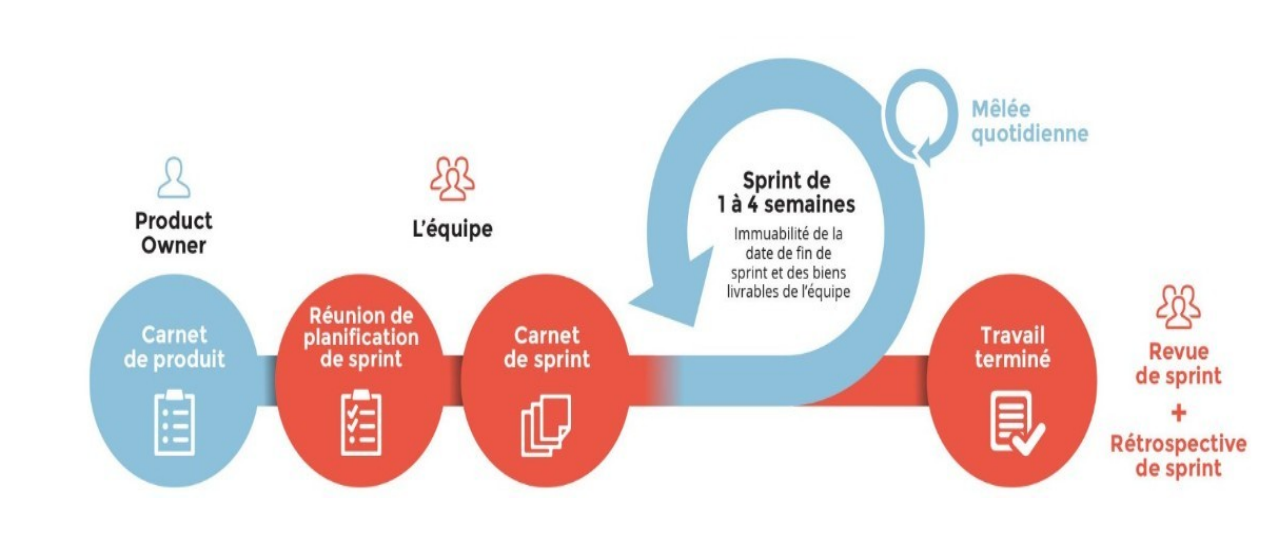 Product
Owner
L'équipe
Carnet
de produit
Réunion de
planification
de sprint
Carnet
de sprint
Sprint de
1 à 4 semaines
Immuabilité de la
date de fin de
sprint et des biens
livrables de l'équipe
Mêlée
quotidienne
Travail
terminé
Revue
de sprint
+
Rétrospective
de sprint